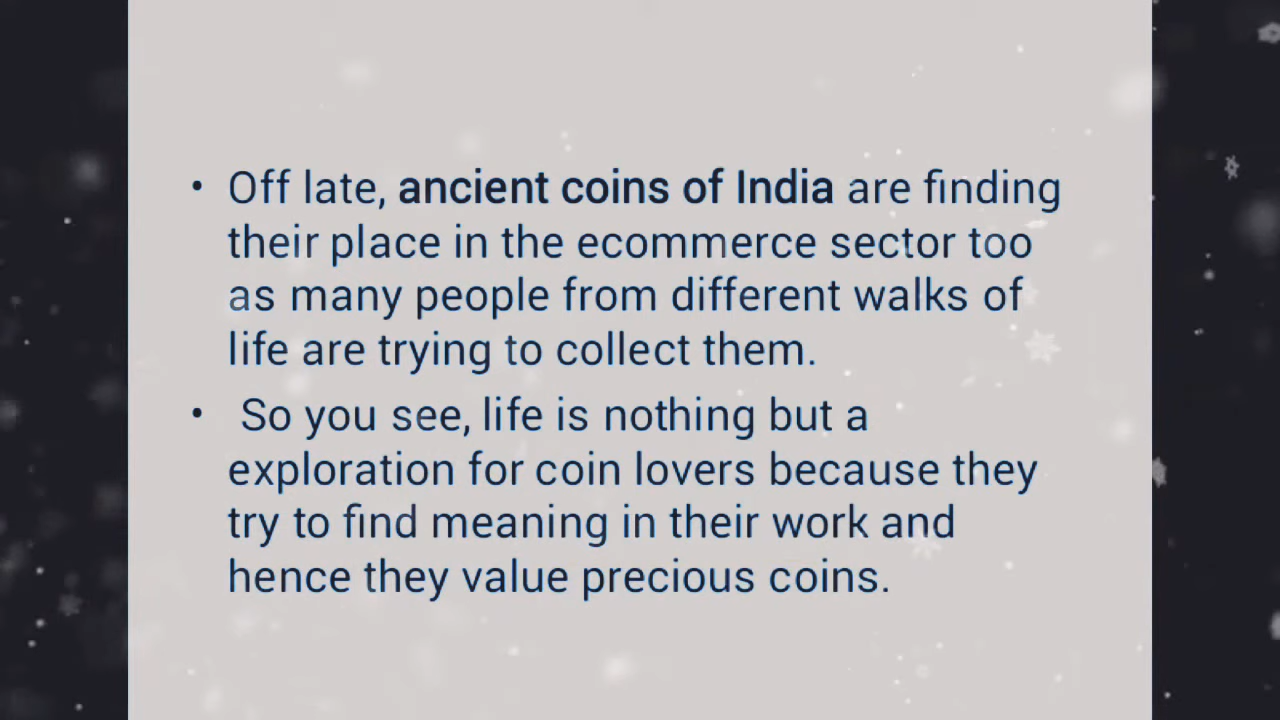 • Off late, ancient coins of India are finding
their place in the ecommerce sector too
as many people from different walks of
life are trying to collect them.
• So you see, life is nothing but a
exploration for coin lovers because they
try to find meaning in their work and
hence they value precious coins.